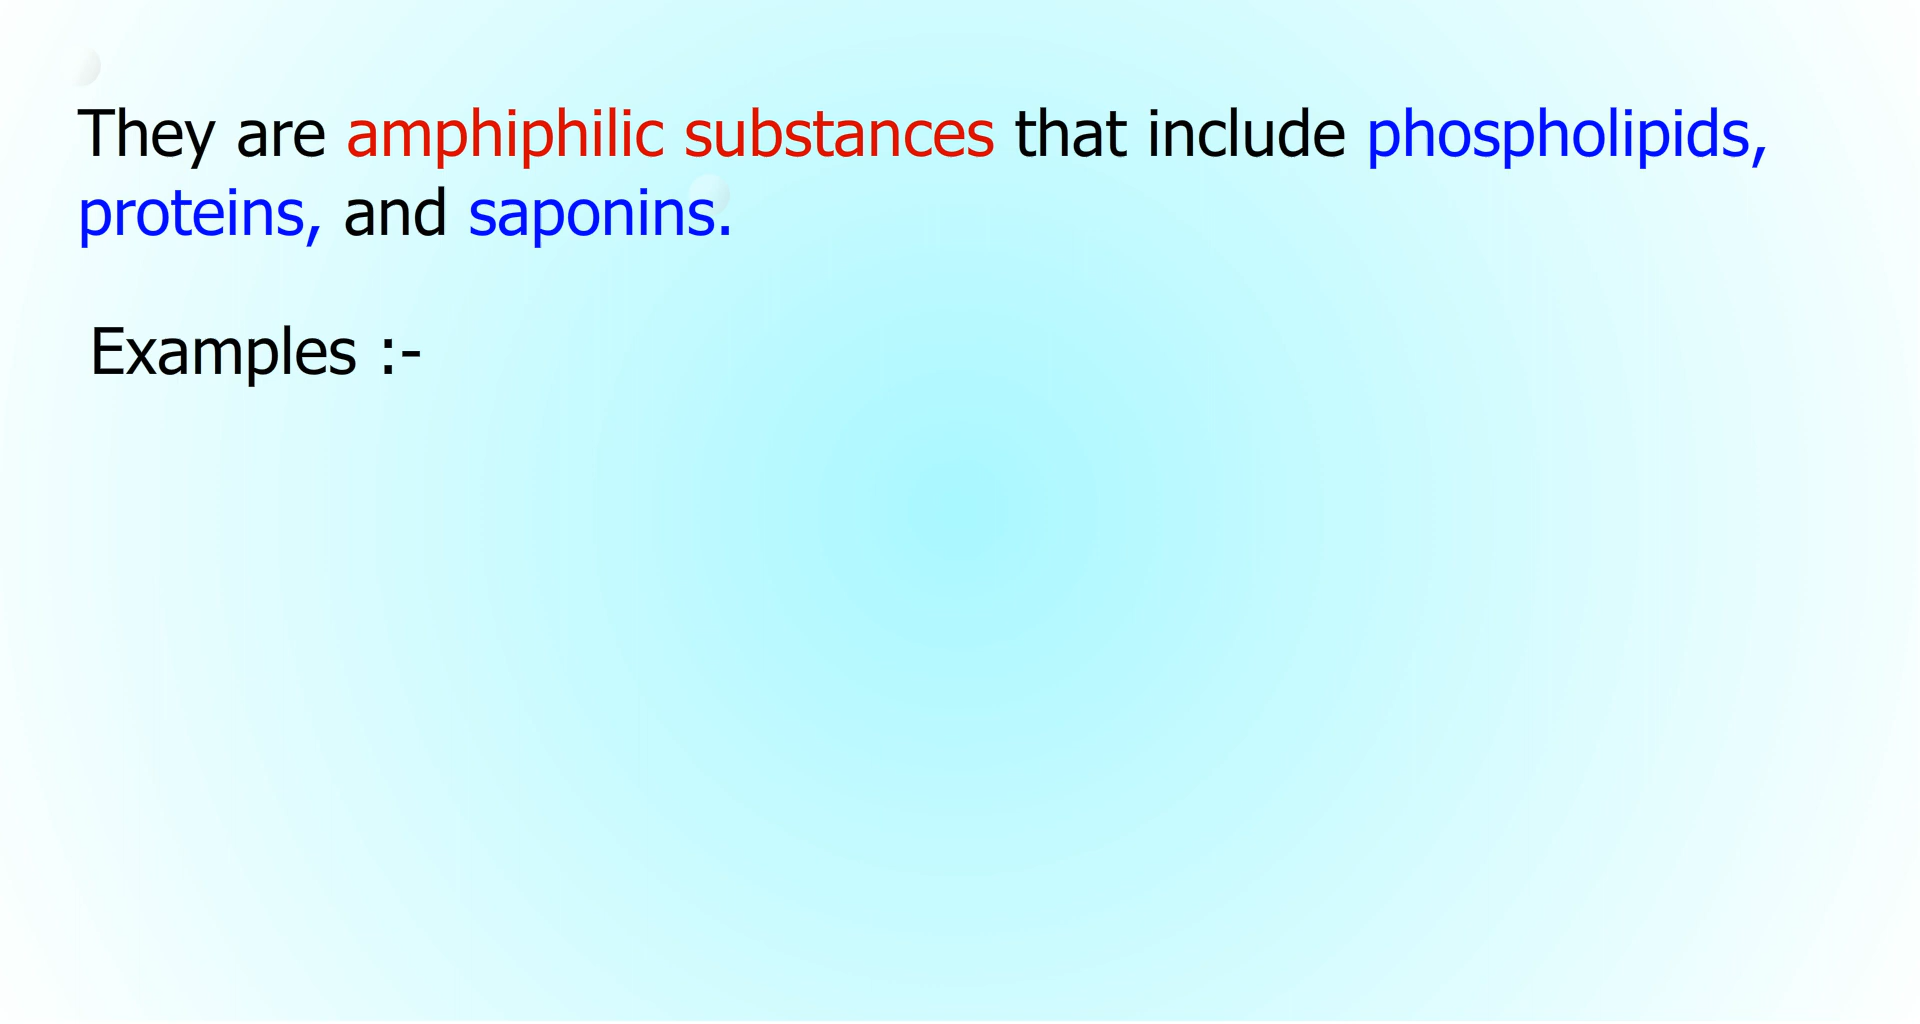 They are amphiphilic substances that include phospholipids,
proteins, and saponins.
Examples :-